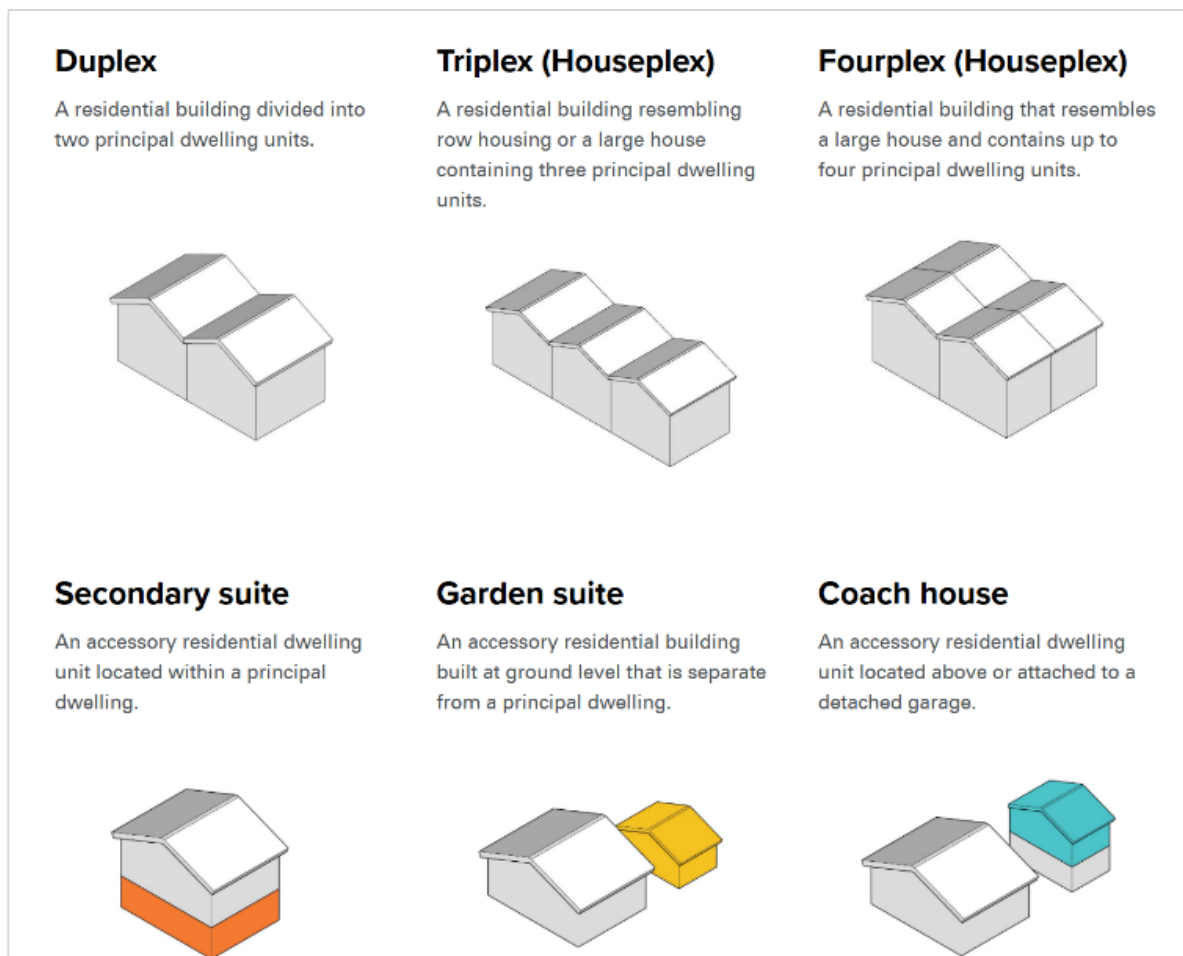 Duplex
A residential building divided into
two principal dwelling units.
Triplex (Houseplex)
A residential building resembling
row housing or a large house
containing three principal dwelling
units.
Fourplex (Houseplex)
A residential building that resembles
a large house and contains up to
four principal dwelling units.
Secondary suite
An accessory residential dwelling
unit located within a principal
dwelling.
Garden suite
An accessory residential building
built at ground level that is separate
from a principal dwelling.
Coach house
An accessory residential dwelling
unit located above or attached to a
detached garage.